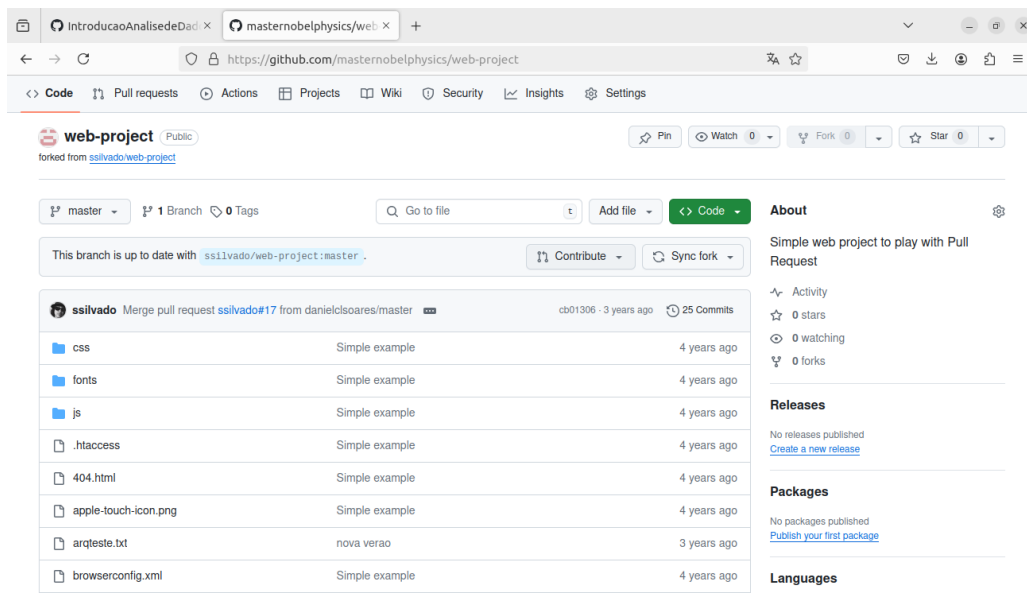 IntroducaoAnalisedeDad
masternobelphysics/web
https://github.com/masternobelphysics/web-project
Code Pull requests Actions Projects Wiki Security Insights Settings
web-project Public
Pin Watch 0 Fork 0 Star 0
forked from ssilvado/web-project
master 1 Branch 0 Tags Go to file t Add file Code
This branch is up to date with ssilvado/web-project:master . Contribute Sync fork
ssilvado Merge pull request ssilvado#17 from danielclsoares/master cb01306 · 3 years ago 25 Commits
css Simple example 4 years ago
fonts Simple example 4 years ago
js Simple example 4 years ago
.htaccess Simple example 4 years ago
404.html Simple example 4 years ago
apple-touch-icon.png Simple example 4 years ago
arqteste.txt nova verao 3 years ago
browserconfig.xml Simple example 4 years ago
About
Simple web project to play with Pull
Request
Activity
0 stars
0 watching
0 forks
Releases
No releases published
Create a new release
Packages
No packages published
Publish your first package
Languages